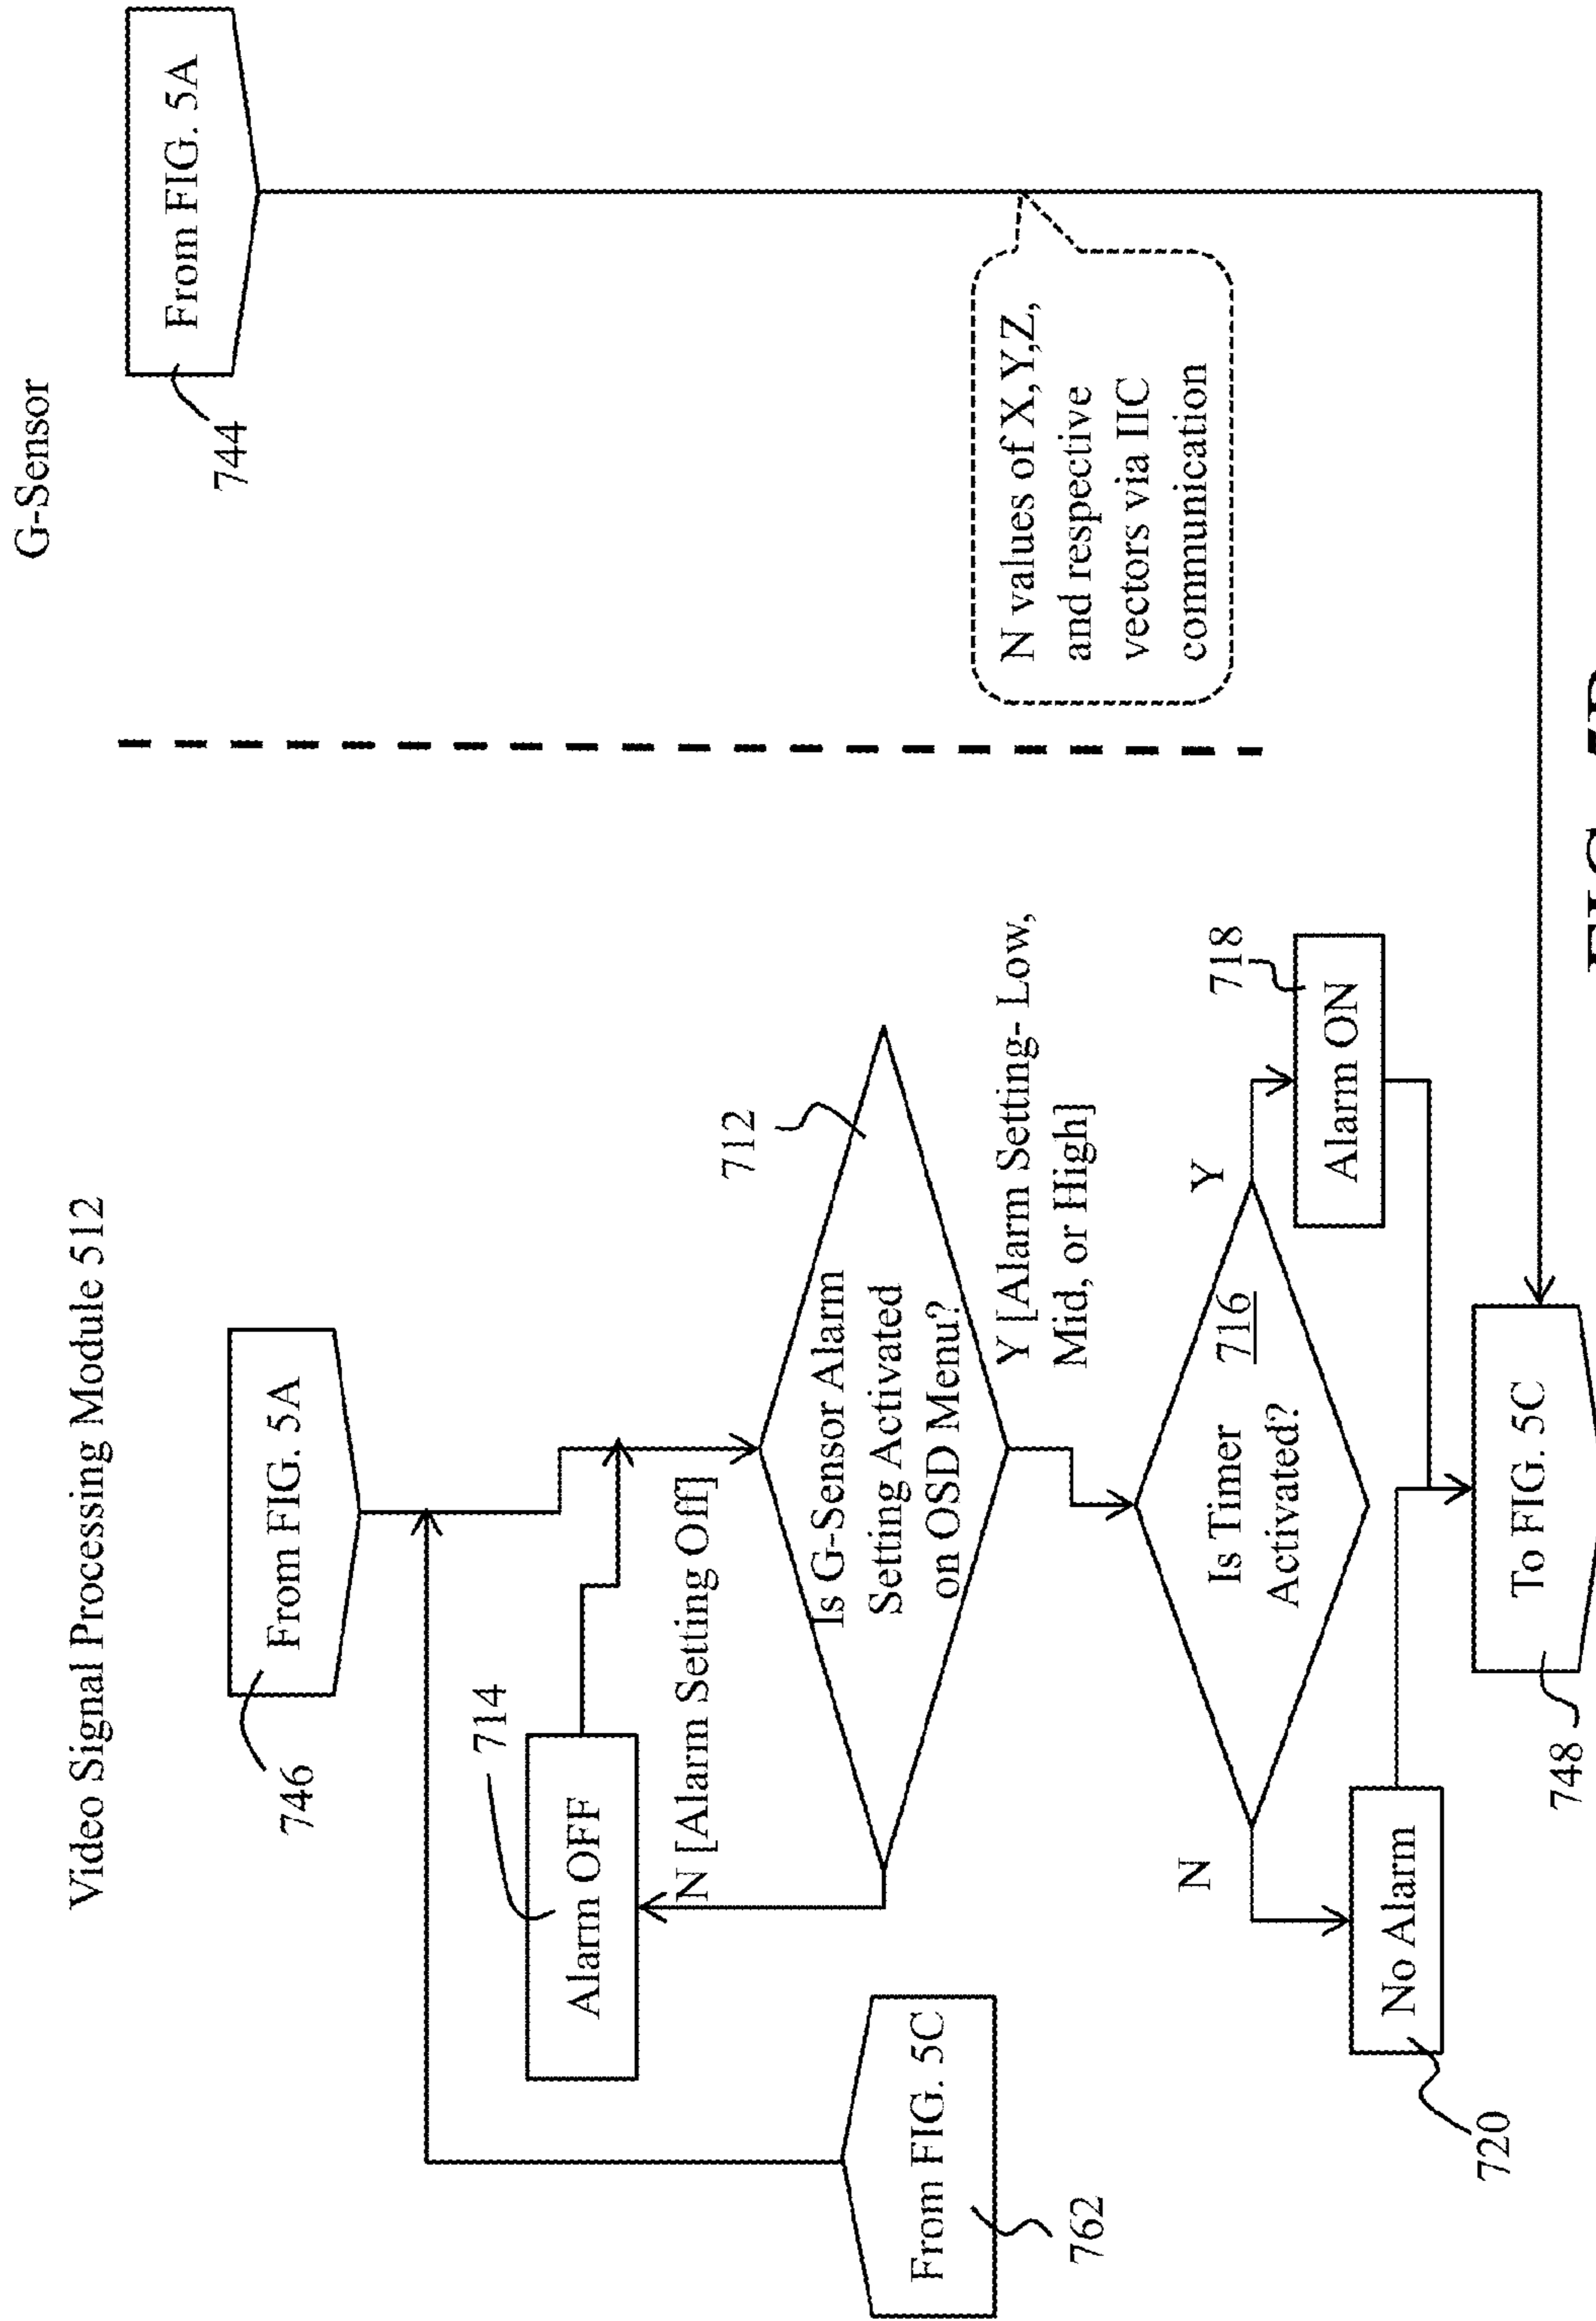 Video Signal Processing Module 512
G-Sensor
From FIG. 5A
746
From FIG. 5A
744
714
Alarm OFF
N [Alarm Setting Off]
712
Is G-Sensor Alarm
Setting Activated
on OSD Menu?
From FIG. 5C
762
Y [Alarm Setting- Low,
Mid, or High]
N values of X,Y,Z,
and respective
vectors via IIC
communication
N
Is Timer
Activated?
716
Y
718
Alarm ON
No Alarm
720
To FIG. 5C
748